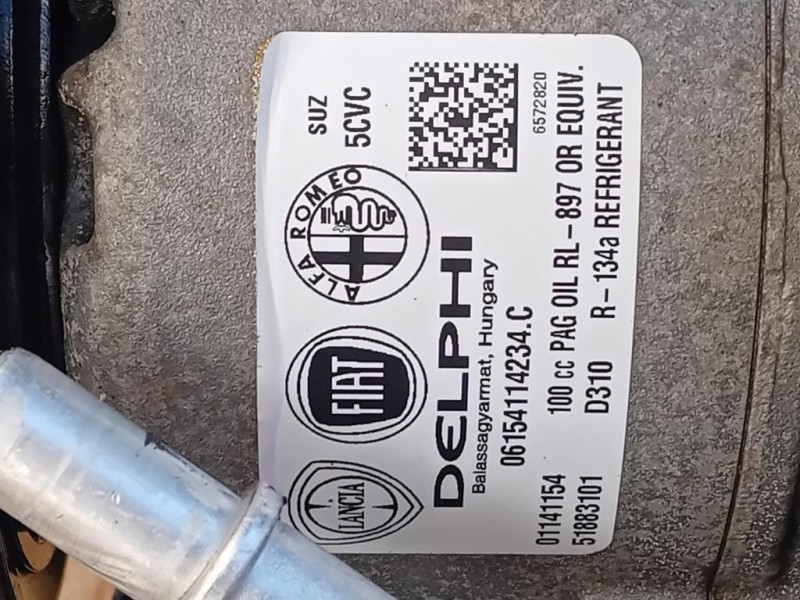 LANCIA
FIAT
ALFA ROMEO
SUZ
5CVC
DELPHI
Balassagyarmat, Hungary
06154114234.C
6572820
01141154 100 cc PAG OIL RL-897 OR EQUIV.
51883101 D310 R-134a REFRIGERANT